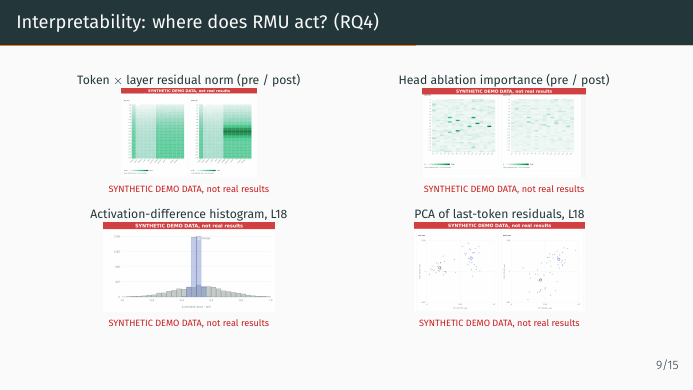 Interpretability: where does RMU act? (RQ4)
Token × layer residual norm (pre / post)
SYNTHETIC DEMO DATA, not real results
SYNTHETIC DEMO DATA, not real results
Head ablation importance (pre / post)
SYNTHETIC DEMO DATA, not real results
SYNTHETIC DEMO DATA, not real results
Activation-difference histogram, L18
SYNTHETIC DEMO DATA, not real results
SYNTHETIC DEMO DATA, not real results
PCA of last-token residuals, L18
SYNTHETIC DEMO DATA, not real results
SYNTHETIC DEMO DATA, not real results
9/15